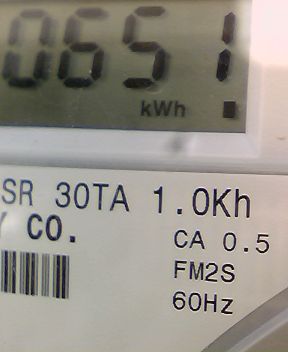 0651
kWh
SR 30TA 1.0Kh
Y CO.
CA 0.5
FM2S
60Hz